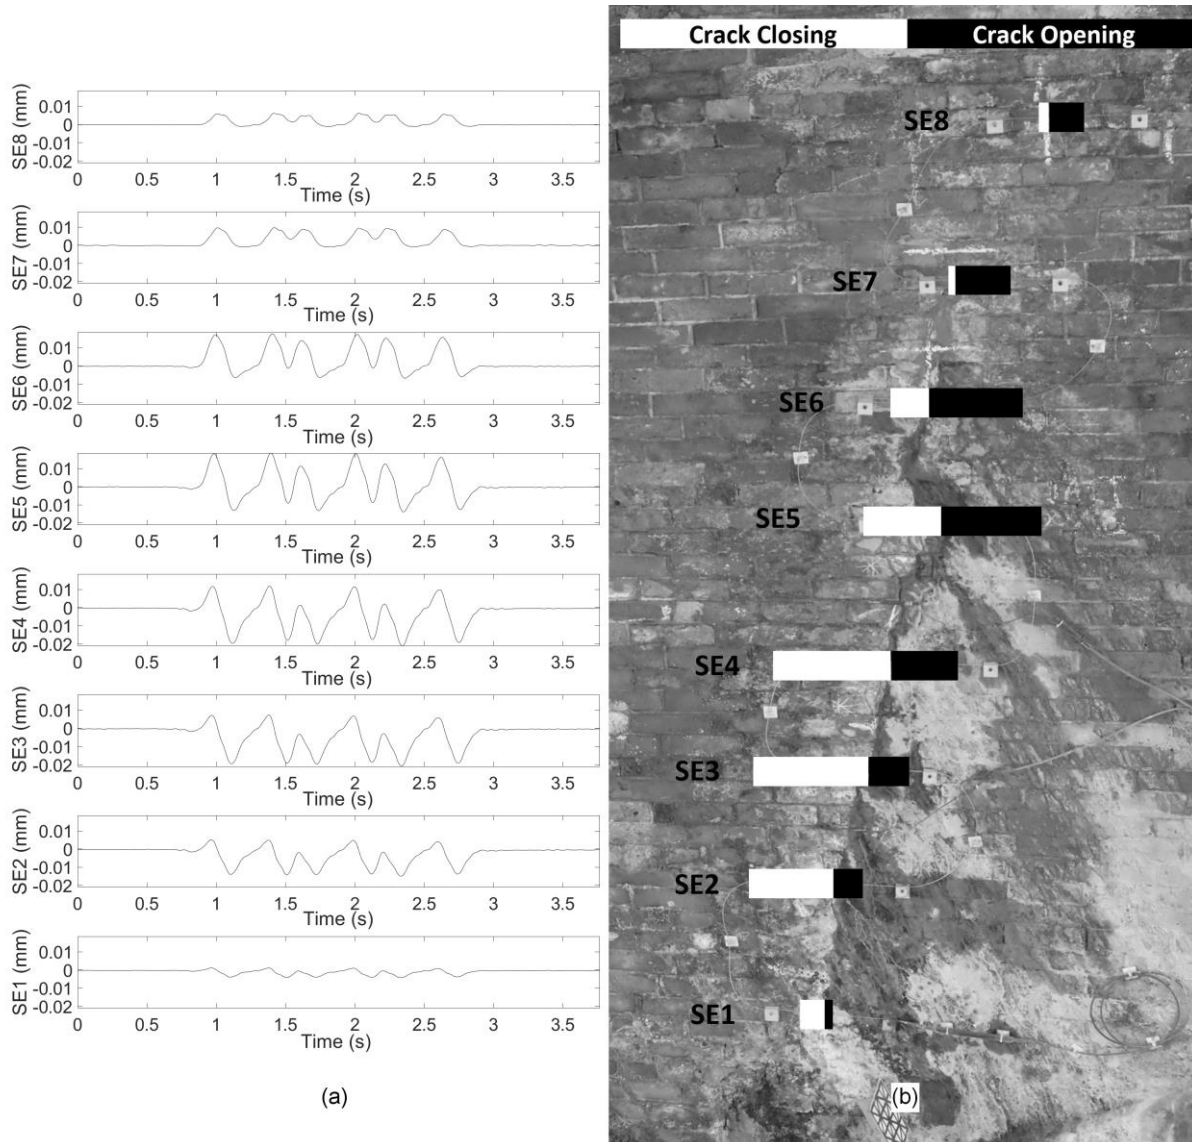 Crack Closing Crack Opening
SE8 (mm)
0.01
0
-0.01
-0.02
0 0.5 1 1.5 2 2.5 3 3.5
Time (s)
SE7 (mm)
0.01
0
-0.01
-0.02
0 0.5 1 1.5 2 2.5 3 3.5
Time (s)
SE6 (mm)
0.01
0
-0.01
-0.02
0 0.5 1 1.5 2 2.5 3 3.5
Time (s)
SE5 (mm)
0.01
0
-0.01
-0.02
0 0.5 1 1.5 2 2.5 3 3.5
Time (s)
SE4 (mm)
0.01
0
-0.01
-0.02
0 0.5 1 1.5 2 2.5 3 3.5
Time (s)
SE3 (mm)
0.01
0
-0.01
-0.02
0 0.5 1 1.5 2 2.5 3 3.5
Time (s)
SE2 (mm)
0.01
0
-0.01
-0.02
0 0.5 1 1.5 2 2.5 3 3.5
Time (s)
SE1 (mm)
0.01
0
-0.01
-0.02
0 0.5 1 1.5 2 2.5 3 3.5
Time (s)
(a)
SE8
SE7
SE6
SE5
SE4
SE3
SE2
SE1
(b)